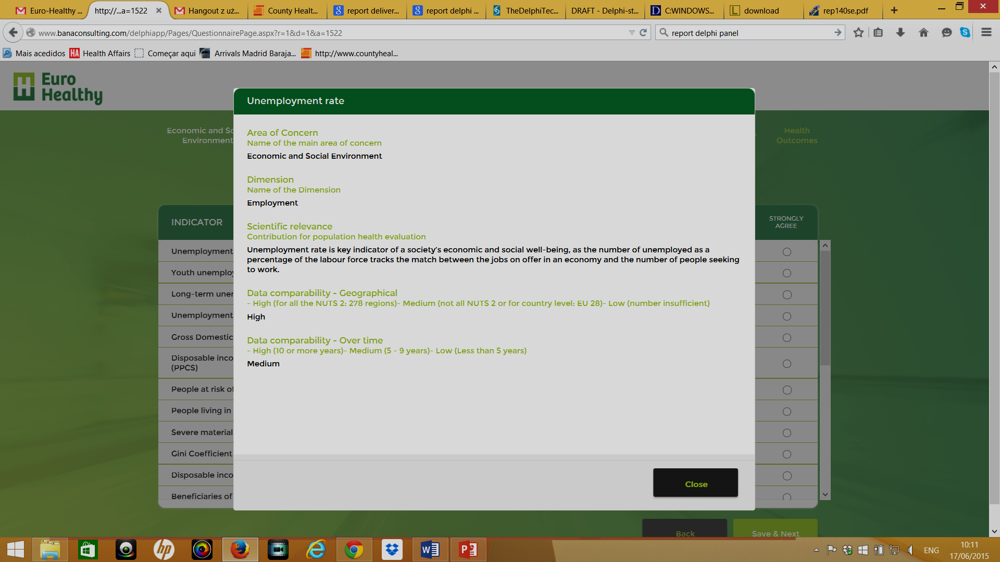 Euro-Healthy ...
http://...a=1522
Hangout z uż...
County Healt...
report deliver...
report delphi ...
TheDelphiTec...
DRAFT - Delphi-st...
C:WINDOWS...
download
rep140se.pdf
www.banaconsulting.com/delphiapp/Pages/QuestionnairePage.aspx?r=1&d=1&a=1522
report delphi panel
Mais acedidos
HA Health Affairs
Começar aqui
Arrivals Madrid Baraja...
http://www.countyheal...
Euro
Healthy
Unemployment rate
Economic and So
Environment
Health
Outcomes
Area of Concern
Name of the main area of concern
Economic and Social Environment
Dimension
Name of the Dimension
Employment
INDICATOR
STRONGLY
AGREE
Scientific relevance
Contribution for population health evaluation
Unemployment rate is key indicator of a society's economic and social well-being, as the number of unemployed as a
percentage of the labour force tracks the match between the jobs on offer in an economy and the number of people seeking
to work.
Data comparability - Geographical
- High (for all the NUTS 2: 278 regions)- Medium (not all NUTS 2 or for country level: EU 28)- Low (number insufficient)
High
Data comparability - Over time
- High (10 or more years)- Medium (5 - 9 years)- Low (Less than 5 years)
Medium
Unemployment
Youth unemploy
Long-term uner
Unemployment
Gross Domestic
Disposable inco
(PPCS)
People at risk of
People living in
Severe material
Gini Coefficient
Disposable inco
Beneficiaries of
Close
Back
Save & Next
ENG
10:11
17/06/2015